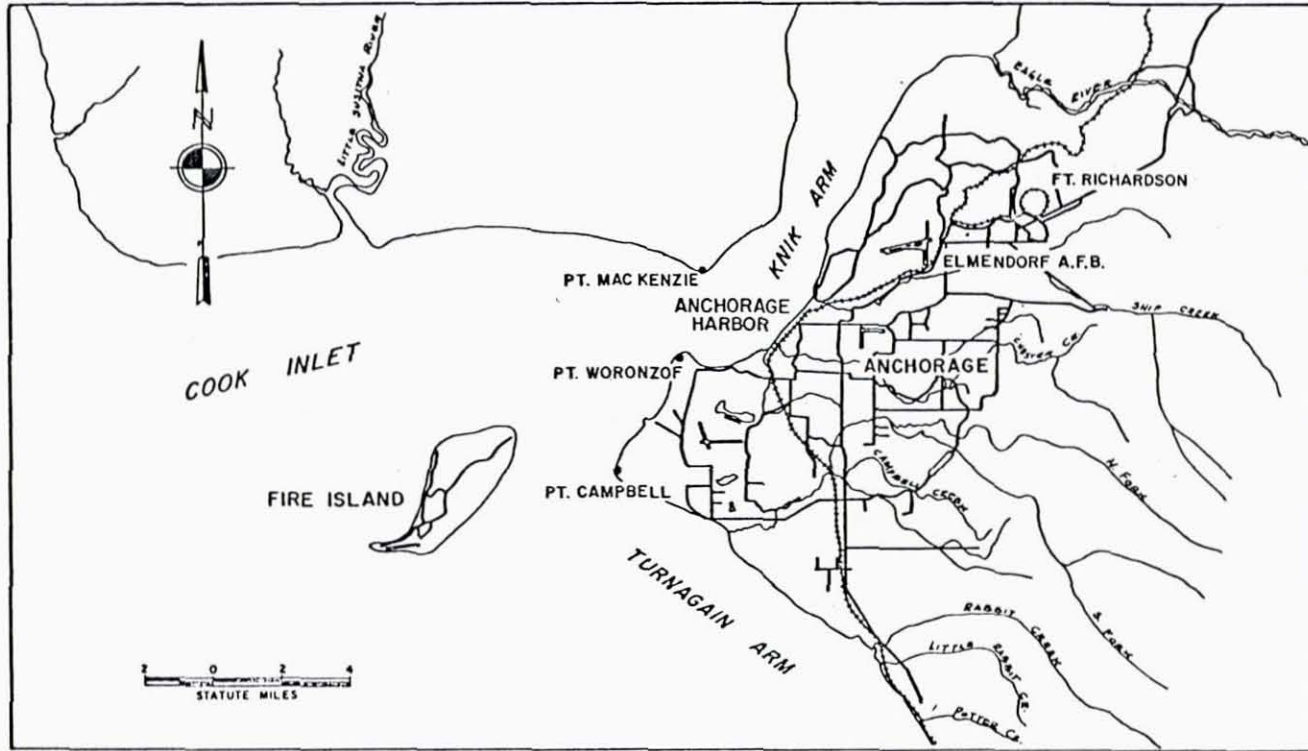 N
LITTLE SUSITNA RIVER
EAGLE
RIVER
KNIK ARM
FT. RICHARDSON
ELMENDORF A.F.B.
PT. MAC KENZIE
ANCHORAGE
HARBOR
SHIP CREEK
CHESTER CR.
COOK INLET
PT. WORONZOF
ANCHORAGE
N FORK
CAMPBELL
CREEK
FIRE ISLAND
PT. CAMPBELL
TURNAGAIN ARM
S FORK
RABBIT
CREEK
LITTLE RABBIT
CR.
POTTER CR.
2 0 2 4
STATUTE MILES